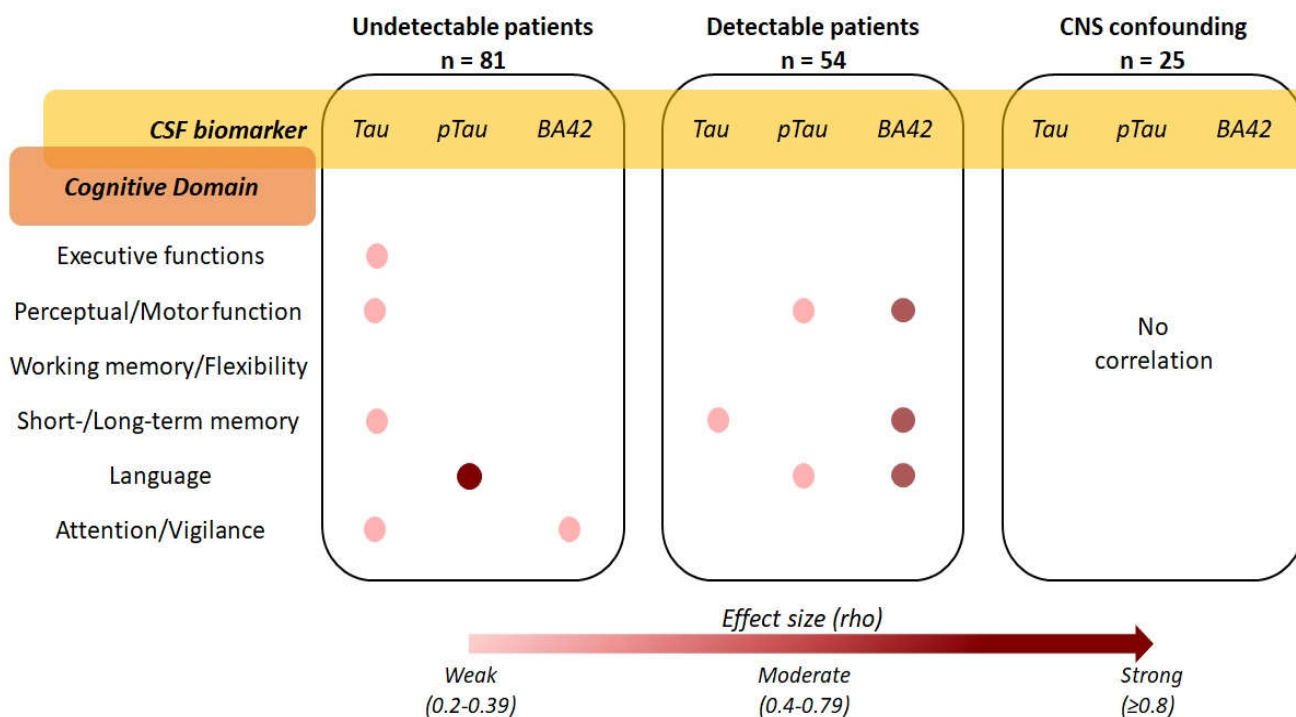 Undetectable patients
n = 81
Detectable patients
n = 54
CNS confounding
n = 25
CSF biomarker Tau pTau BA42 Tau pTau BA42 Tau pTau BA42
Cognitive Domain
Executive functions
Perceptual/Motor function
Working memory/Flexibility
Short-/Long-term memory
Language
Attention/Vigilance
No
correlation
Effect size (rho)
Weak
(0.2-0.39)
Moderate
(0.4-0.79)
Strong
(≥0.8)